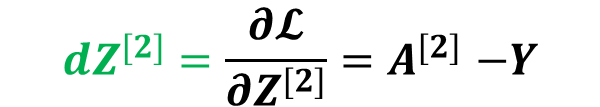 dZ^[2] = ∂ℒ/∂Z^[2] = A^[2] − Y